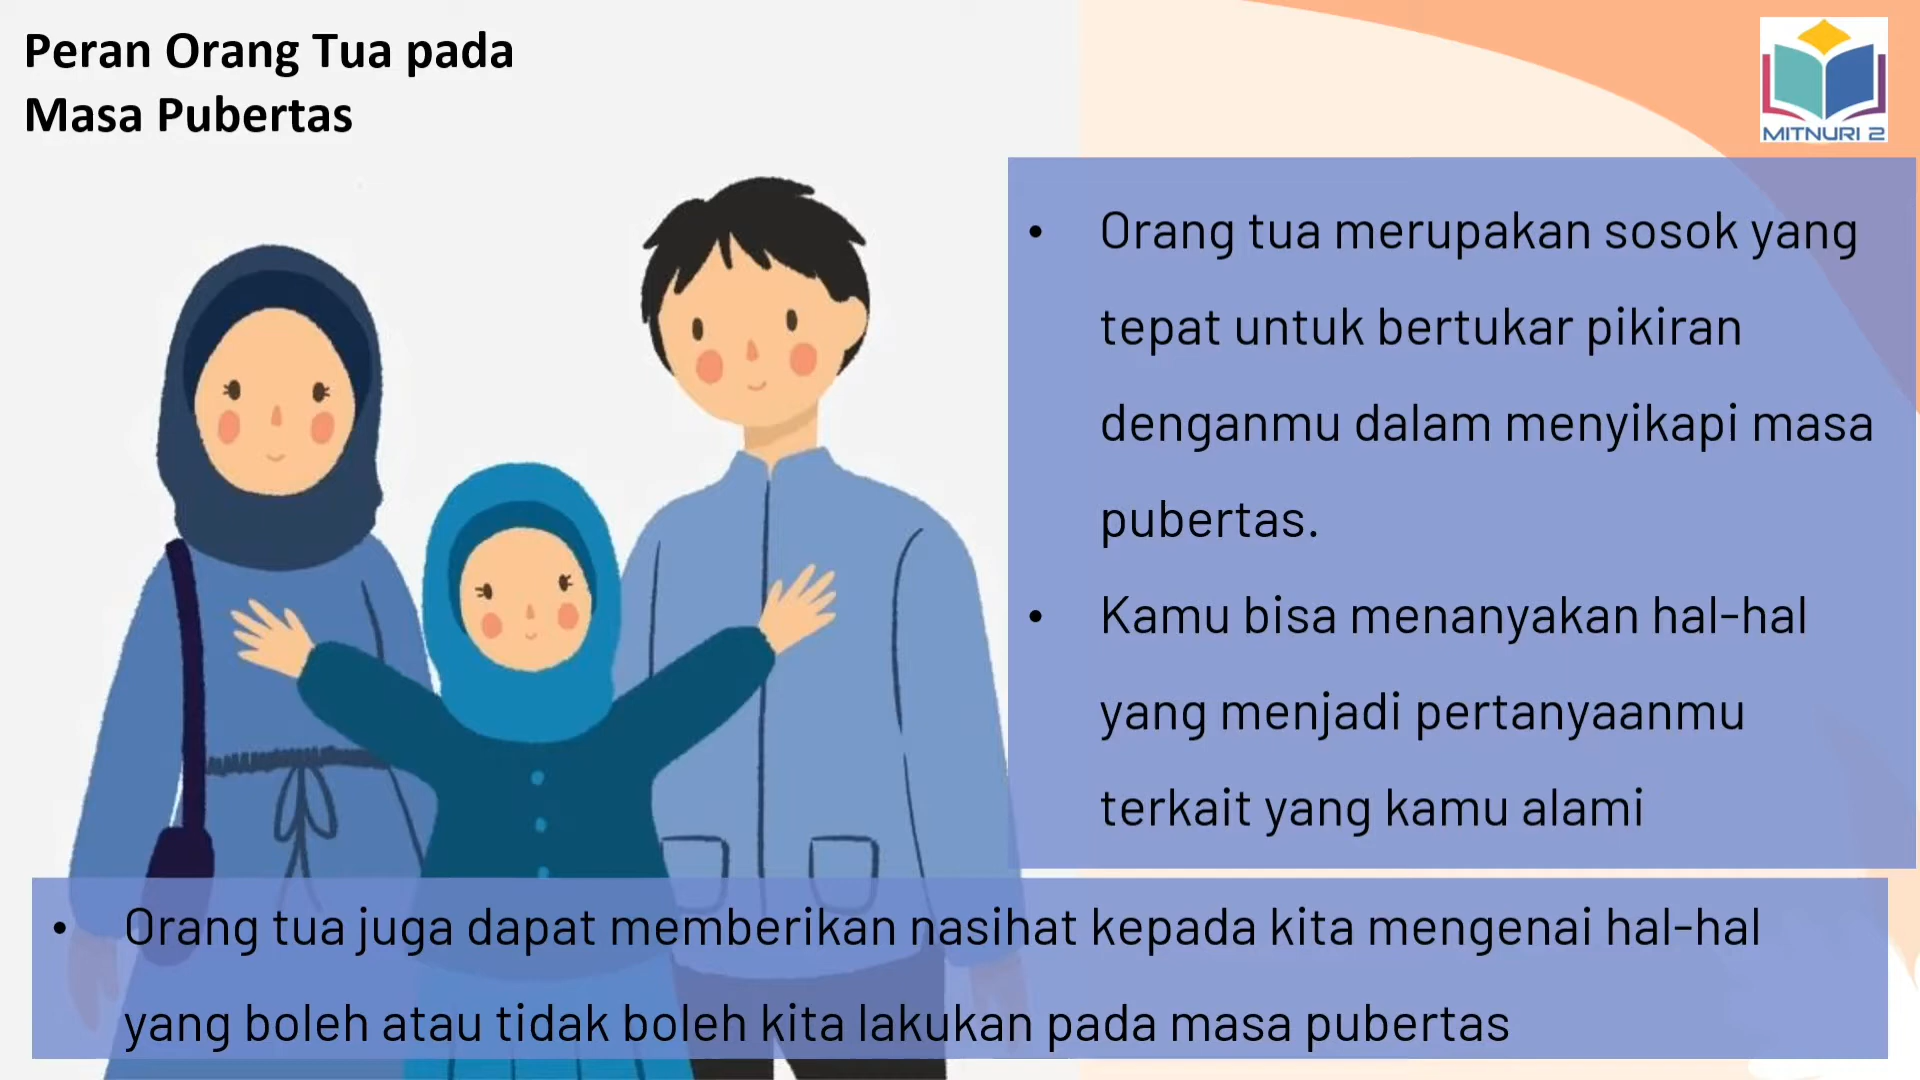 Peran Orang Tua pada
Masa Pubertas
MITNURI 2
• Orang tua merupakan sosok yang
tepat untuk bertukar pikiran
denganmu dalam menyikapi masa
pubertas.
• Kamu bisa menanyakan hal-hal
yang menjadi pertanyaanmu
terkait yang kamu alami
• Orang tua juga dapat memberikan nasihat kepada kita mengenai hal-hal
yang boleh atau tidak boleh kita lakukan pada masa pubertas